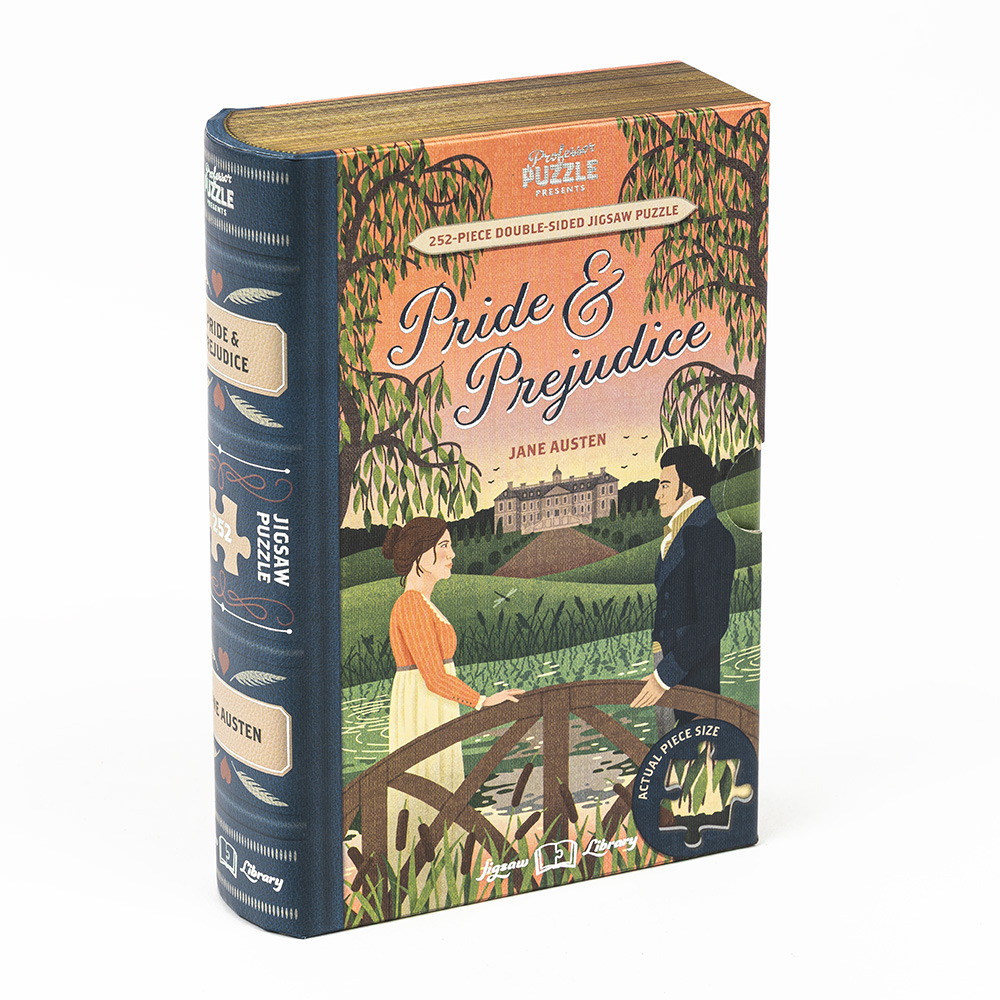 Professor
PUZZLE
PRESENTS
252-PIECE DOUBLE-SIDED JIGSAW PUZZLE
Pride &
Prejudice
JANE AUSTEN
ACTUAL PIECE SIZE
Jigsaw Library
Professor
PUZZLE
PRESENTS
PRIDE &
PREJUDICE
252
JIGSAW
PUZZLE
NE AUSTEN
Library